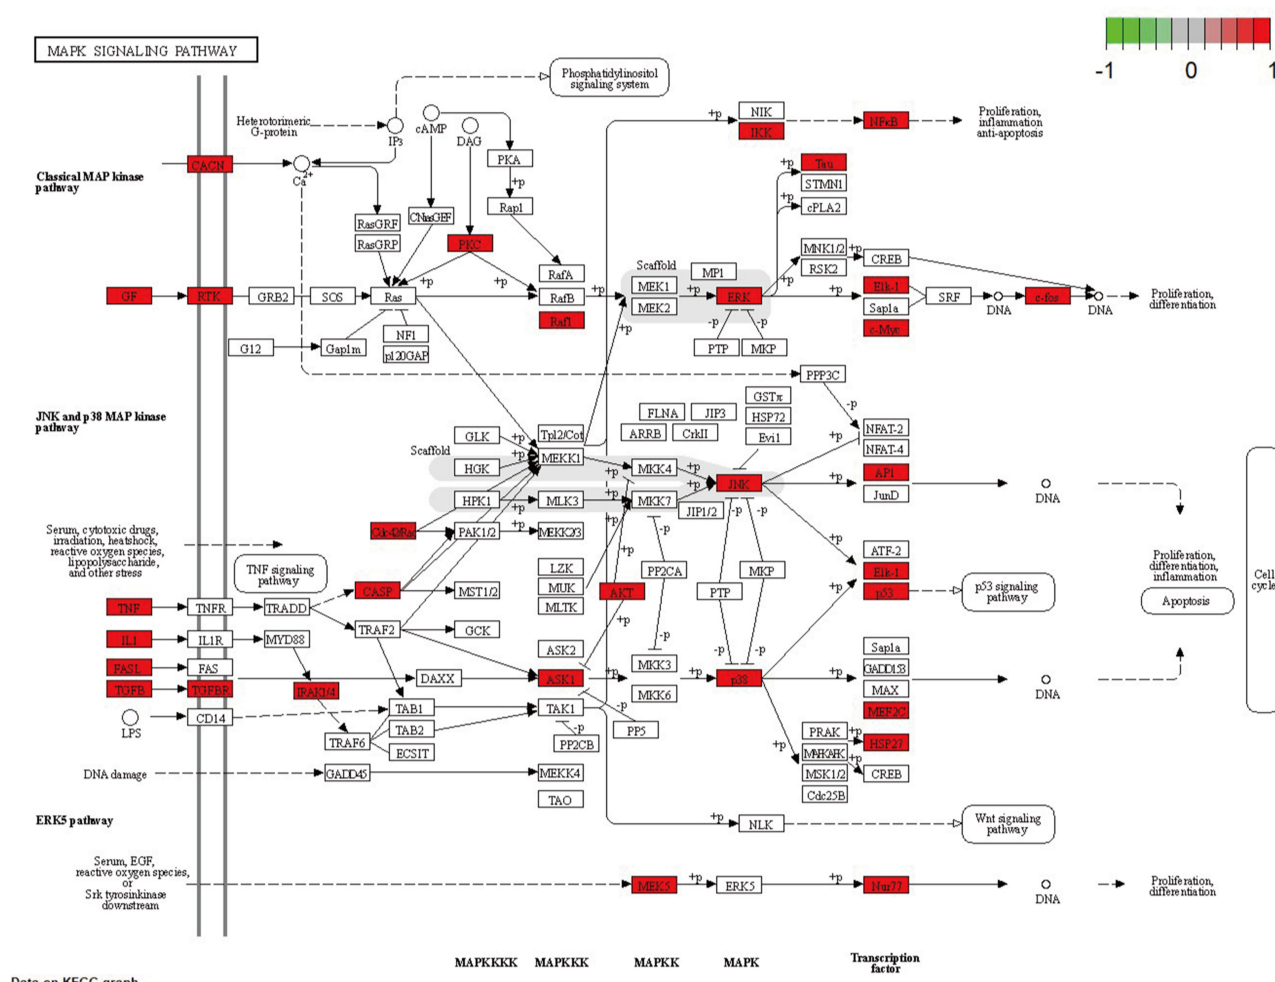 MAPK SIGNALING PATHWAY
-1
0
1
Phosphatidylinositol
signaling system
Heterotorimeric
G-protein
IP3
cAMP
DAG
+p
NIK
IKK
NFκB
Proliferation,
inflammation
anti-apoptosis
CACN
Ca2+
PKA
+p
Rap1
+p
Tau
STMN1
+p
cPLA2
Classical MAP kinase
pathway
RasGRF
RasGRP
CNrasGEF
PKC
RafA
Scaffold
MP1
MNK1/2
+p
RSK2
CREB
GF
RTK
GRB2
SOS
Ras
+p
+p
RafB
Raf1
+p
MEK1
MEK2
+p
ERK
+p
+p
Elk-1
Sap1a
c-Myc
SRF
DNA
c-fos
DNA
Proliferation,
differentiation
G12
Gap1m
NF1
p120GAP
+p
-p
-p
PTP
MKP
PPP3C
-p
JNK and p38 MAP kinase
pathway
GSTπ
HSP72
Evi1
FLNA
JIP3
ARRB
CrkII
NFAT-2
NFAT-4
Scaffold
GLK
+p
Tpl2/Cot
HGK
+p
MEKK1
MKK4
+p
JNK
+p
AP1
JunD
DNA
HPK1
+p
MLK3
+p
+p
MKK7
+p
JIP1/2
Cdc42/Rac
+p
PAK1/2
+p
MEKK2/3
-p
-p
-p
Serum, cytotoxic drugs,
irradiation, heatshock,
reactive oxygen species,
lipopolysaccharide,
and other stress
TNF signaling
pathway
LZK
MUK
MLTK
+p
AKT
PP2CA
PTP
MKP
+p
ATF-2
Elk-1
p53
p53 signaling
pathway
Proliferation,
differentiation,
inflammation
Apoptosis
Cell
cycle
CASP
MST1/2
TNF
TNFR
TRADD
TRAF2
GCK
+p
-p
+p
IL1
IL1R
MYD88
ASK2
MKK3
-p
-p
Sap1a
GADD153
MAX
MEF2C
FASL
FAS
DAXX
ASK1
+p
MKK6
+p
p38
+p
DNA
TGFB
TGFBR
IRAK1/4
LPS
CD14
TAB1
TAK1
-p
-p
PP5
TRAF6
TAB2
ECSIT
PP2CB
+p
PRAK
+p
HSP27
MAPKAPK
+p
MSK1/2
CREB
Cdc25B
DNA damage
GADD45
MEKK4
TAO
ERK5 pathway
+p
NLK
Wnt signaling
pathway
Serum, EGF,
reactive oxygen species,
or
Srk tyrosinkinase
downstream
MEK5
+p
ERK5
+p
Nur77
DNA
Proliferation,
differentiation
MAPKKKK
MAPKKK
MAPKK
MAPK
Transcription
factor
Data on KEGG graph